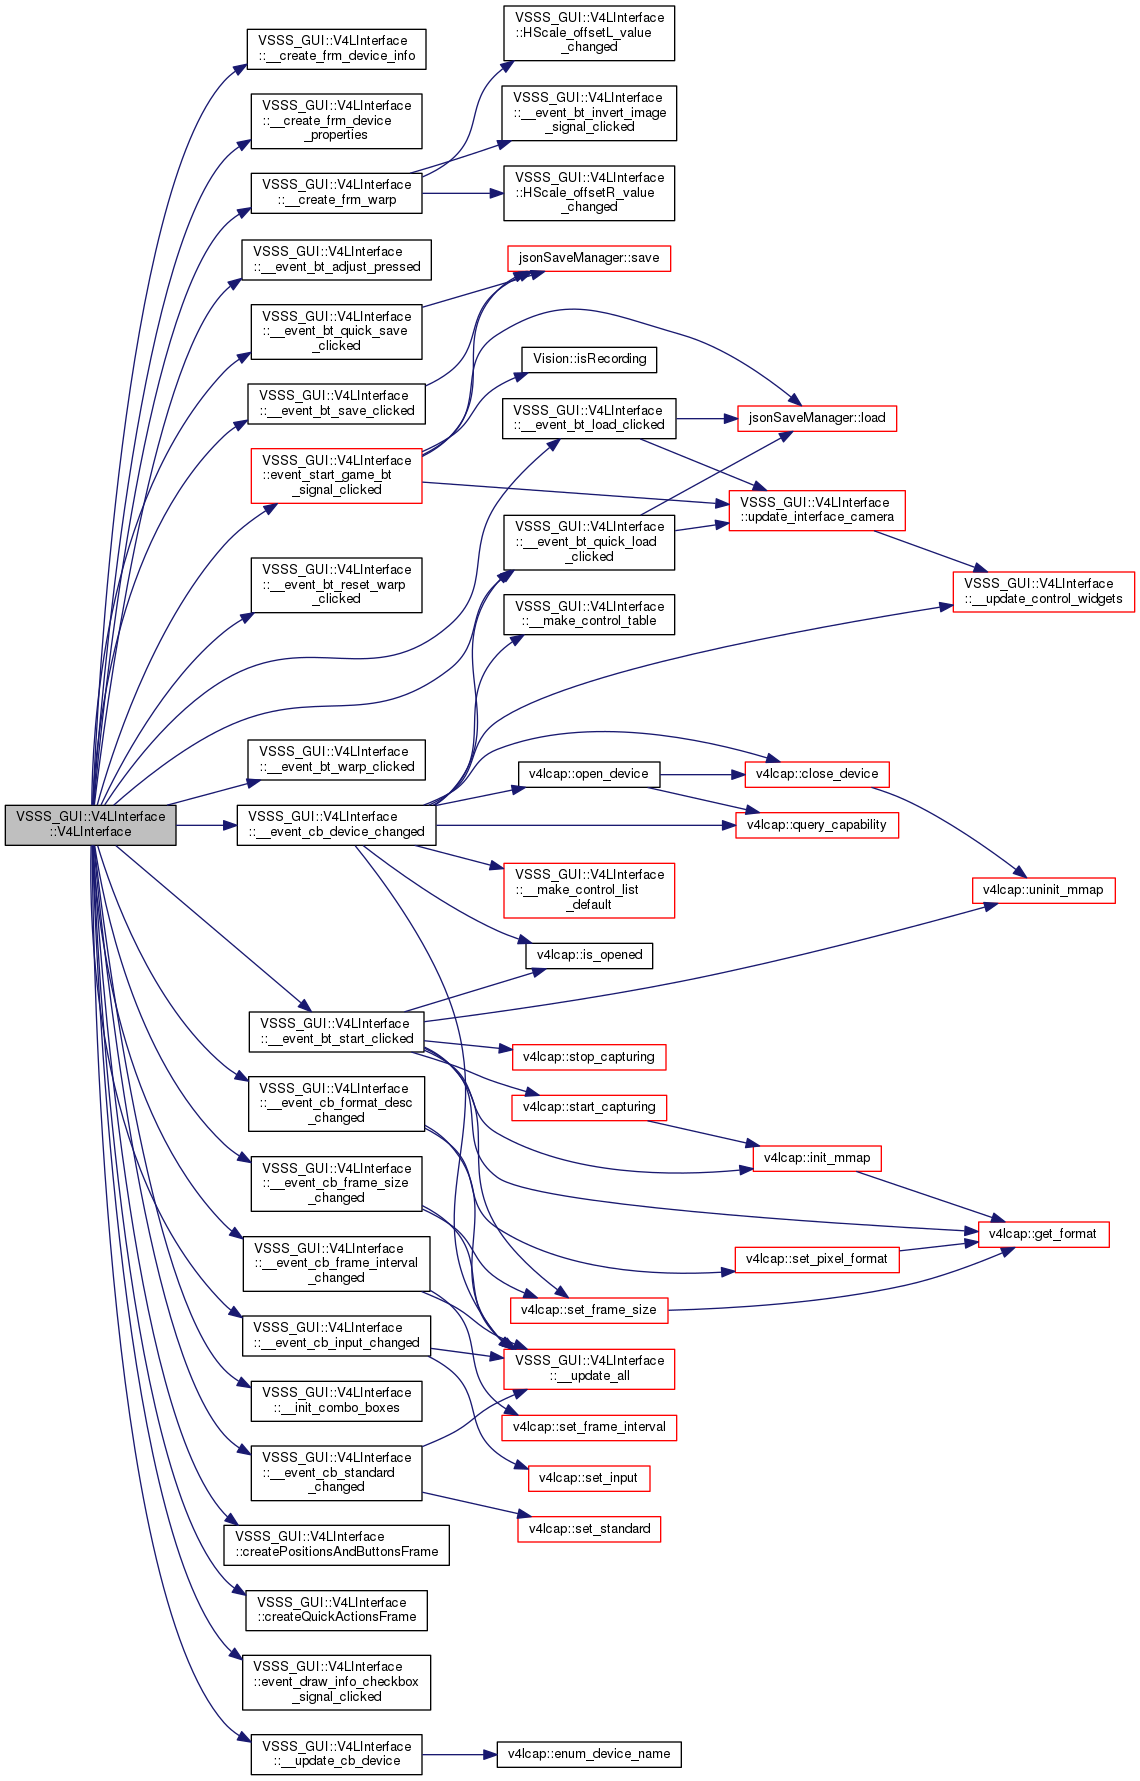 VSSS_GUI::V4LInterface
::V4LInterface
VSSS_GUI::V4LInterface
::__create_frm_device_info
VSSS_GUI::V4LInterface
::__create_frm_device
_properties
VSSS_GUI::V4LInterface
::__create_frm_warp
VSSS_GUI::V4LInterface
::__event_bt_adjust_pressed
VSSS_GUI::V4LInterface
::__event_bt_quick_save
_clicked
VSSS_GUI::V4LInterface
::__event_bt_save_clicked
VSSS_GUI::V4LInterface
::event_start_game_bt
_signal_clicked
VSSS_GUI::V4LInterface
::__event_bt_reset_warp
_clicked
VSSS_GUI::V4LInterface
::__event_bt_warp_clicked
VSSS_GUI::V4LInterface
::__event_cb_device_changed
VSSS_GUI::V4LInterface
::__event_bt_start_clicked
VSSS_GUI::V4LInterface
::__event_cb_format_desc
_changed
VSSS_GUI::V4LInterface
::__event_cb_frame_size
_changed
VSSS_GUI::V4LInterface
::__event_cb_frame_interval
_changed
VSSS_GUI::V4LInterface
::__event_cb_input_changed
VSSS_GUI::V4LInterface
::__init_combo_boxes
VSSS_GUI::V4LInterface
::__event_cb_standard
_changed
VSSS_GUI::V4LInterface
::createPositionsAndButtonsFrame
VSSS_GUI::V4LInterface
::createQuickActionsFrame
VSSS_GUI::V4LInterface
::event_draw_info_checkbox
_signal_clicked
VSSS_GUI::V4LInterface
::__update_cb_device
VSSS_GUI::V4LInterface
::HScale_offsetL_value
_changed
VSSS_GUI::V4LInterface
::__event_bt_invert_image
_signal_clicked
VSSS_GUI::V4LInterface
::HScale_offsetR_value
_changed
jsonSaveManager::save
Vision::isRecording
VSSS_GUI::V4LInterface
::__event_bt_load_clicked
VSSS_GUI::V4LInterface
::__event_bt_quick_load
_clicked
VSSS_GUI::V4LInterface
::__make_control_table
v4lcap::open_device
VSSS_GUI::V4LInterface
::__make_control_list
_default
v4lcap::is_opened
v4lcap::stop_capturing
v4lcap::start_capturing
v4lcap::set_frame_size
VSSS_GUI::V4LInterface
::__update_all
v4lcap::set_frame_interval
v4lcap::set_input
v4lcap::set_standard
v4lcap::enum_device_name
jsonSaveManager::load
VSSS_GUI::V4LInterface
::update_interface_camera
v4lcap::close_device
v4lcap::query_capability
v4lcap::init_mmap
v4lcap::set_pixel_format
VSSS_GUI::V4LInterface
::__update_control_widgets
v4lcap::uninit_mmap
v4lcap::get_format